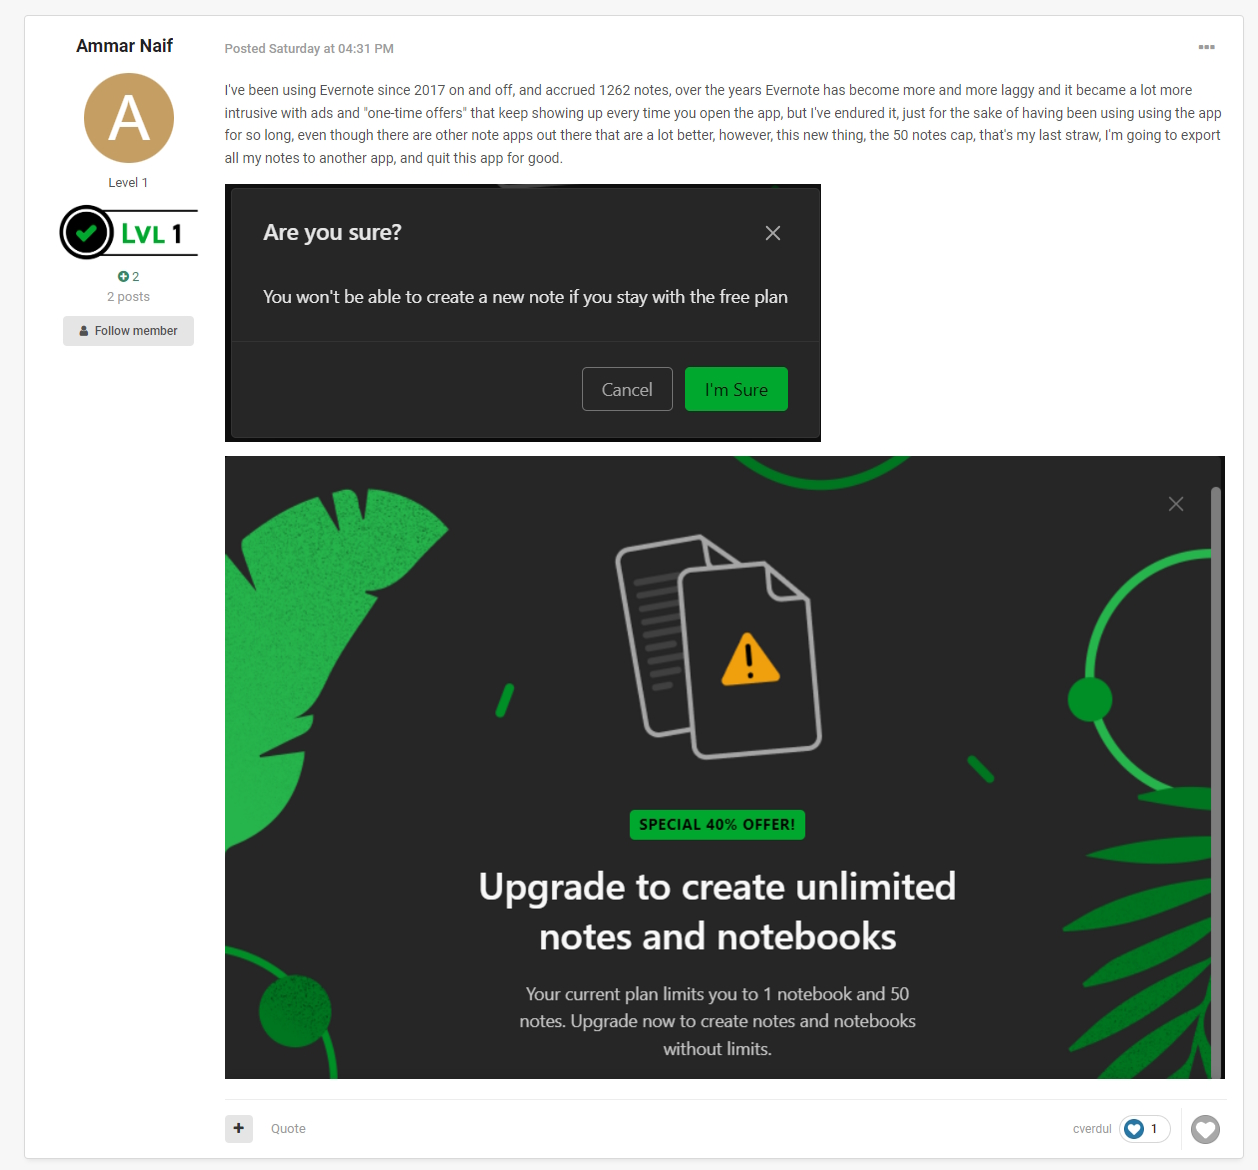 Ammar Naif
A
Level 1
LVL 1
2
2 posts
Follow member
Posted Saturday at 04:31 PM
I've been using Evernote since 2017 on and off, and accrued 1262 notes, over the years Evernote has become more and more laggy and it became a lot more
intrusive with ads and "one-time offers" that keep showing up every time you open the app, but I've endured it, just for the sake of having been using using the app
for so long, even though there are other note apps out there that are a lot better, however, this new thing, the 50 notes cap, that's my last straw, I'm going to export
all my notes to another app, and quit this app for good.
Are you sure?
You won't be able to create a new note if you stay with the free plan
Cancel
I'm Sure
SPECIAL 40% OFFER!
Upgrade to create unlimited
notes and notebooks
Your current plan limits you to 1 notebook and 50
notes. Upgrade now to create notes and notebooks
without limits.
+
Quote
cverdul
1